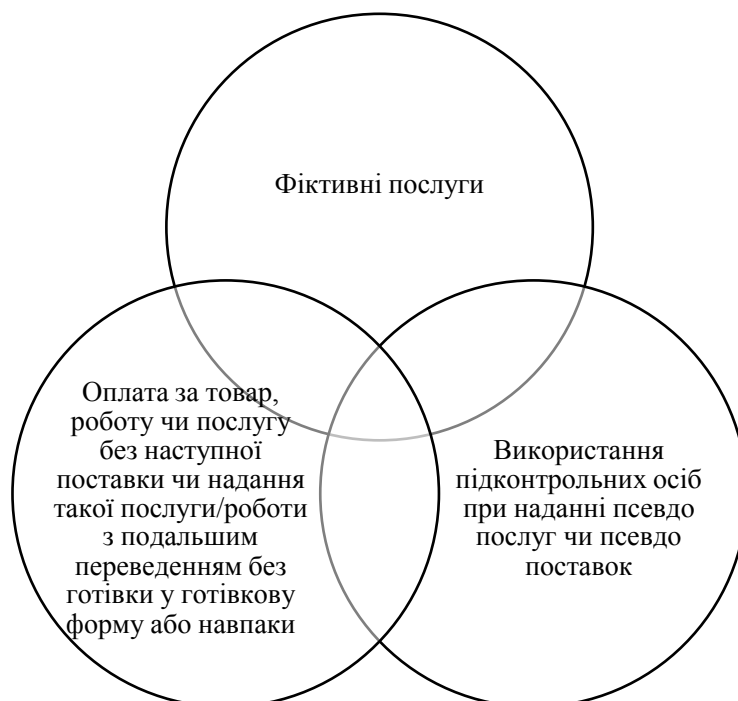 Фіктивні послуги
Оплата за товар,
роботу чи послугу
без наступної
поставки чи надання
такої послуги/роботи
з подальшим
переведенням без
готівки у готівкову
форму або навпаки
Використання
підконтрольних осіб
при наданні псевдо
послуг чи псевдо
поставок